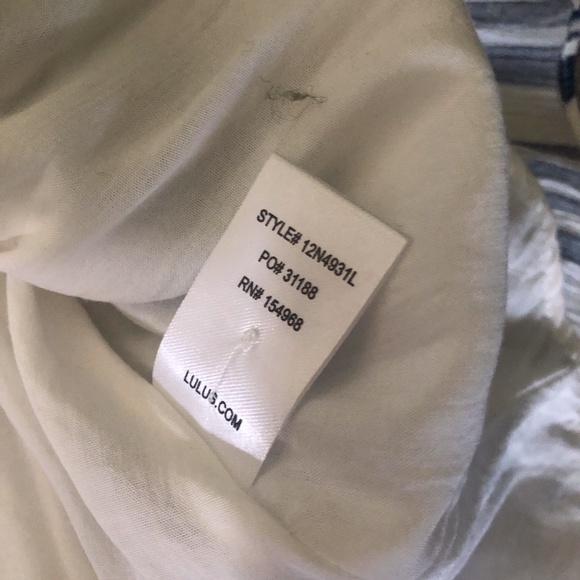 STYLE# 12N4931L
PO# 31188
RN# 154968
LULUS.COM